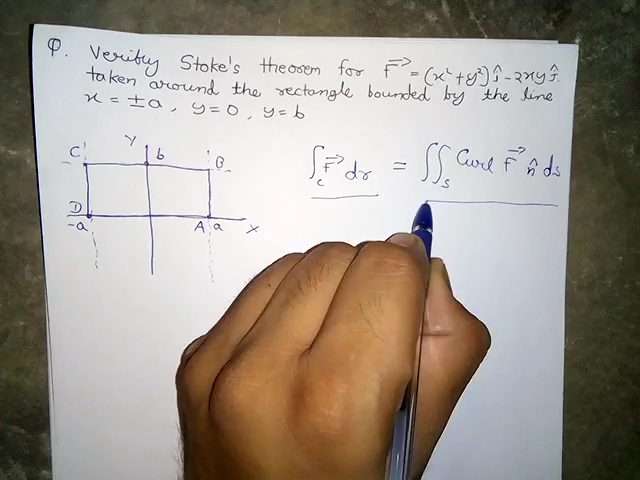 Q. Verify Stoke's theorem for F⃗ = (x² + y²) î - 2xy ĵ
taken around the rectangle bounded by the line
x = ±a, y=0, y=b
∫c F⃗ dr = ∬s Curl F⃗ n̂ ds
Y
b
C
B
D
-a
A
a
X